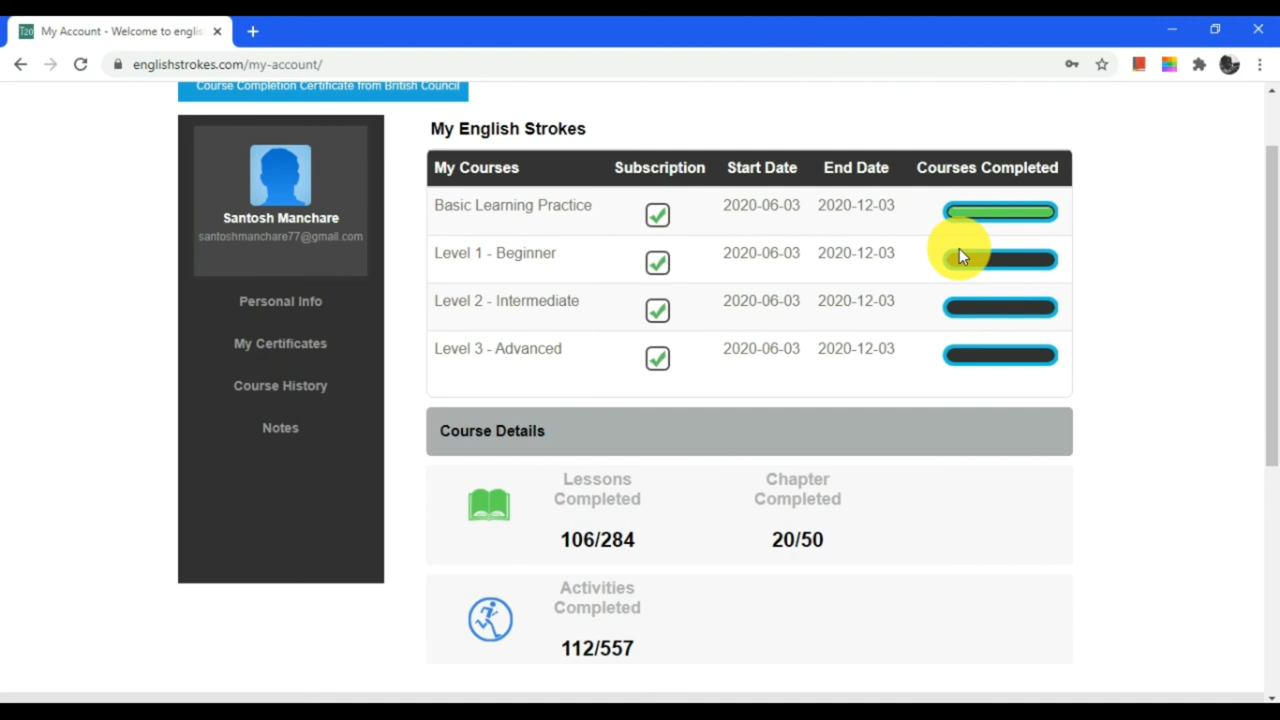 T20 My Account - Welcome to englis
englishstrokes.com/my-account/
Course Completion Certificate from British Council
Santosh Manchare
santoshmanchare77@gmail.com
Personal Info
My Certificates
Course History
Notes
My English Strokes
My Courses Subscription Start Date End Date Courses Completed
Basic Learning Practice 2020-06-03 2020-12-03
Level 1 - Beginner 2020-06-03 2020-12-03
Level 2 - Intermediate 2020-06-03 2020-12-03
Level 3 - Advanced 2020-06-03 2020-12-03
Course Details
Lessons Chapter
Completed Completed
106/284 20/50
Activities
Completed
112/557